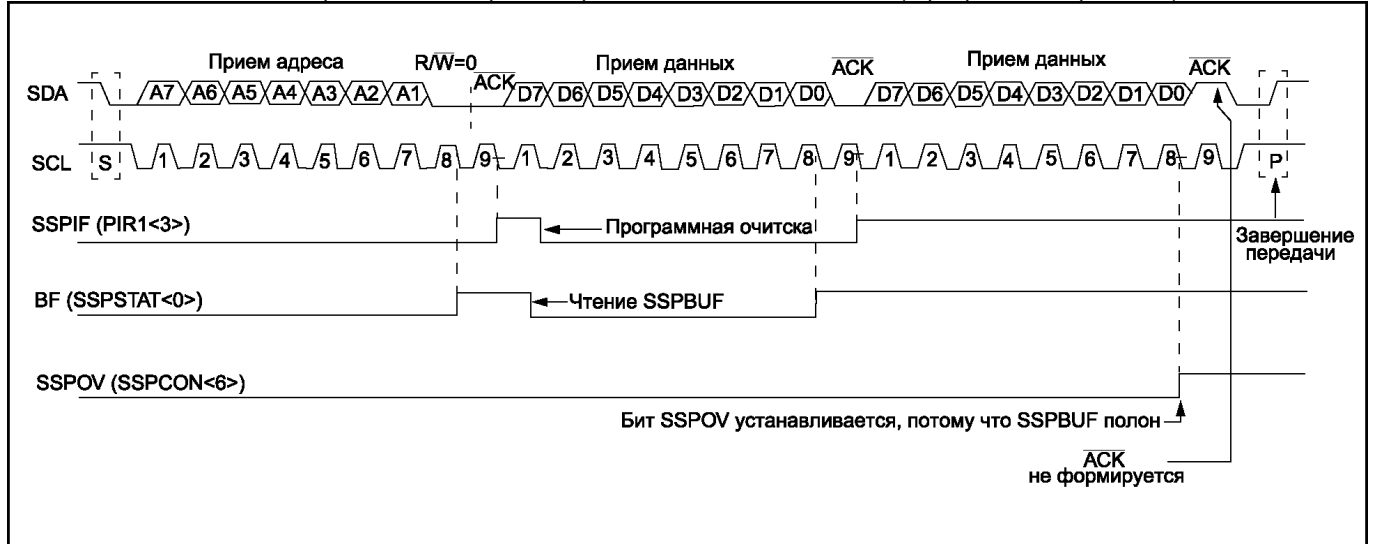 Прием адреса R/W=0 Прием данных ACK Прием данных ACK
SDA A7 A6 A5 A4 A3 A2 A1 ACK D7 D6 D5 D4 D3 D2 D1 D0 D7 D6 D5 D4 D3 D2 D1 D0
SCL S 1 2 3 4 5 6 7 8 9 1 2 3 4 5 6 7 8 9 1 2 3 4 5 6 7 8 9 P
SSPIF (PIR1<3>)
Программная очитска
Завершение
передачи
BF (SSPSTAT<0>)
Чтение SSPBUF
SSPOV (SSPCON<6>)
Бит SSPOV устанавливается, потому что SSPBUF полон
ACK
не формируется